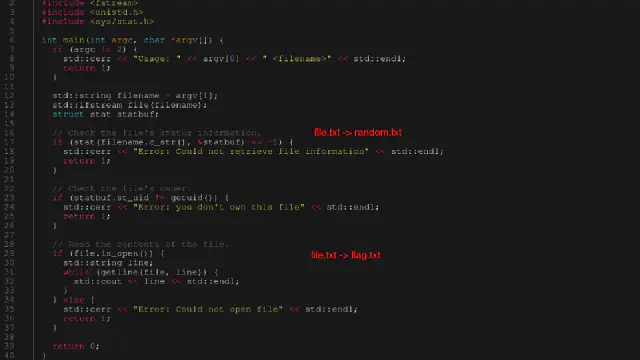 2 #include <fstream>
3 #include <unistd.h>
4 #include <sys/stat.h>
5
6 int main(int argc, char *argv[]) {
7 if (argc != 2) {
8 std::cerr << "Usage: " << argv[0] << " <filename>" << std::endl;
9 return 1;
10 }
11
12 std::string filename = argv[1];
13 std::ifstream file(filename);
14 struct stat statbuf;
15
16 // Check the file's status information.
file.txt -> random.txt
17 if (stat(filename.c_str(), &statbuf) == -1) {
18 std::cerr << "Error: Could not retrieve file information" << std::endl;
19 return 1;
20 }
21
22 // Check the file's owner.
23 if (statbuf.st_uid != getuid()) {
24 std::cerr << "Error: you don't own this file" << std::endl;
25 return 1;
26 }
27
28 // Read the contents of the file.
29 if (file.is_open()) {
file.txt -> flag.txt
30 std::string line;
31 while (getline(file, line)) {
32 std::cout << line << std::endl;
33 }
34 } else {
35 std::cerr << "Error: Could not open file" << std::endl;
36 return 1;
37 }
38
39 return 0;
40 }